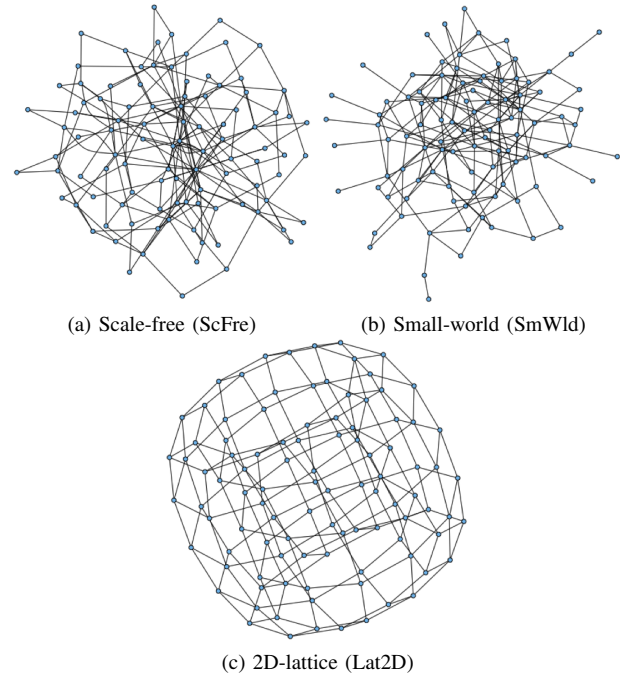 (a) Scale-free (ScFre)
(b) Small-world (SmWld)
(c) 2D-lattice (Lat2D)